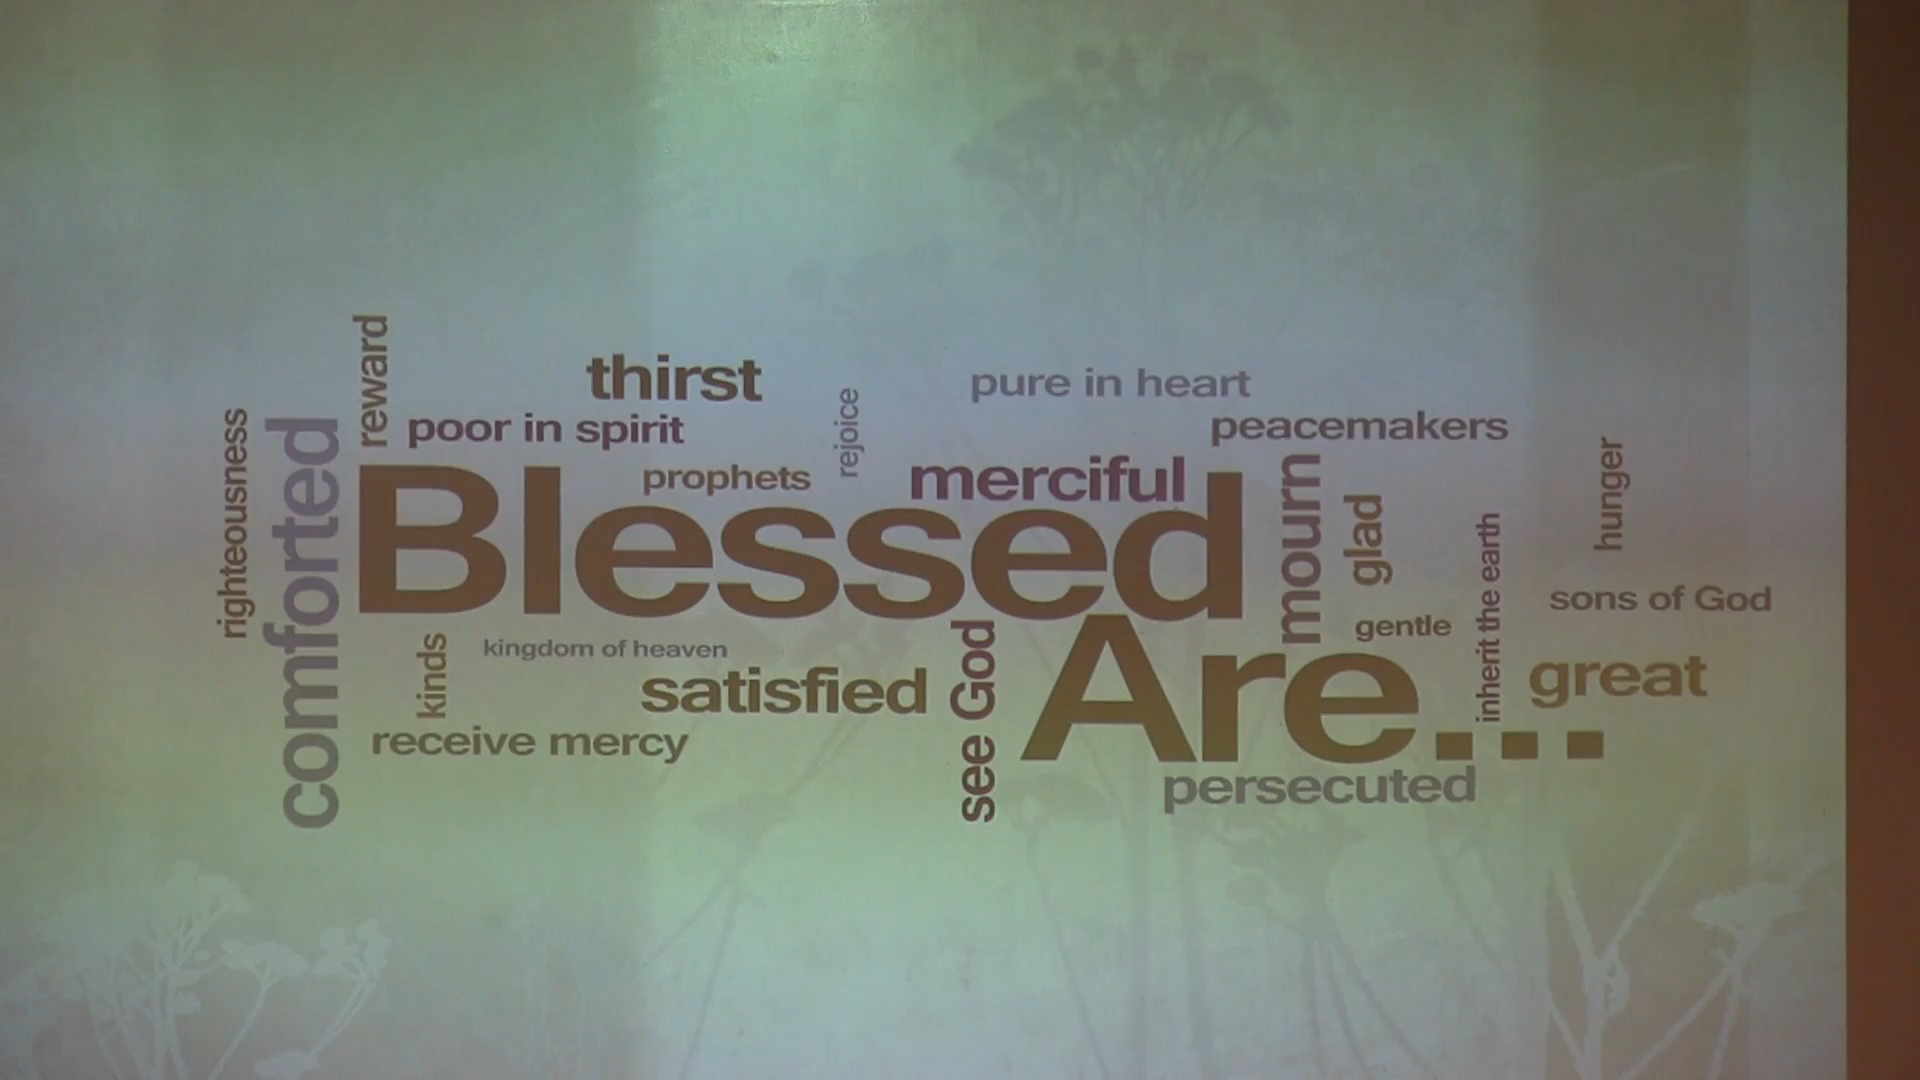 reward
thirst
pure in heart
rejoice
righteousness
comforted
poor in spirit
peacemakers
prophets
merciful
hunger
Blessed
mourn
glad
inherit the earth
sons of God
gentle
kinds
kingdom of heaven
see God
Are...
great
satisfied
receive mercy
persecuted